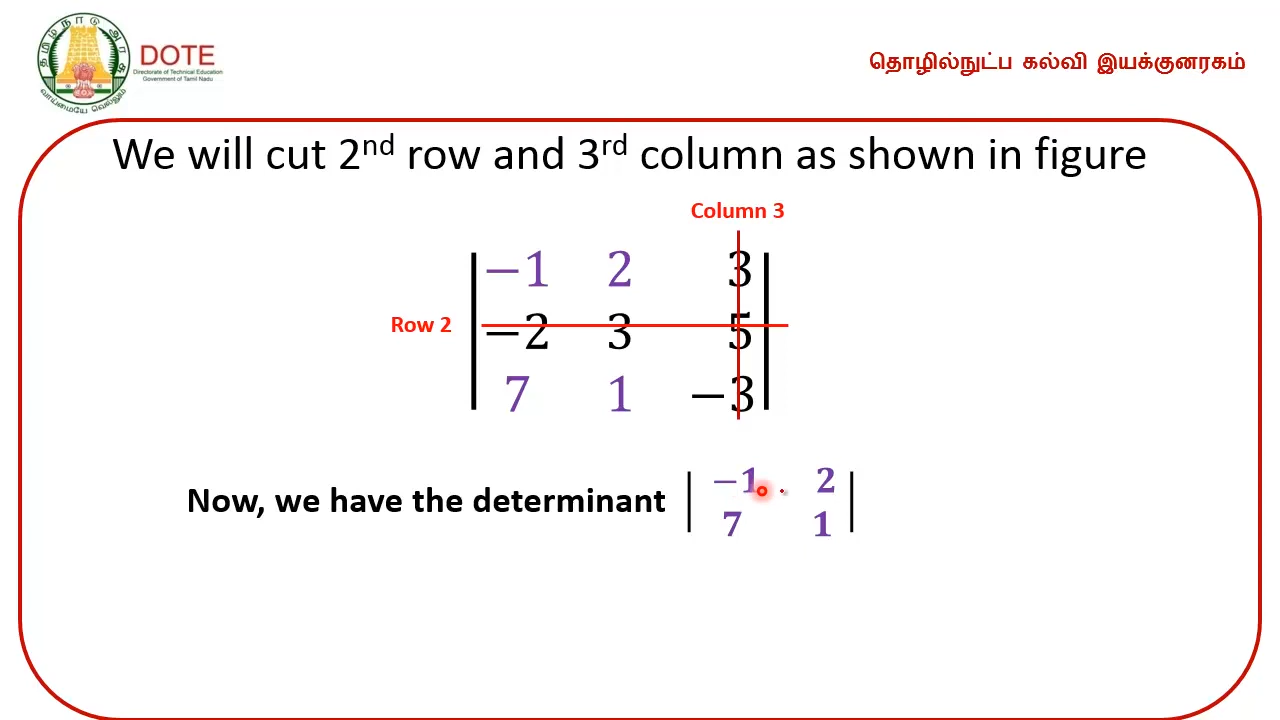 தமிழ்நாடு அரசு
வாய்மையே வெல்லும்
DOTE
Directorate of Technical Education
Government of Tamil Nadu
தொழில்நுட்ப கல்வி இயக்குனரகம்
We will cut 2nd row and 3rd column as shown in figure
Column 3
−1 2 3
Row 2
−2 3 5
7 1 −3
Now, we have the determinant
−1 2
7 1